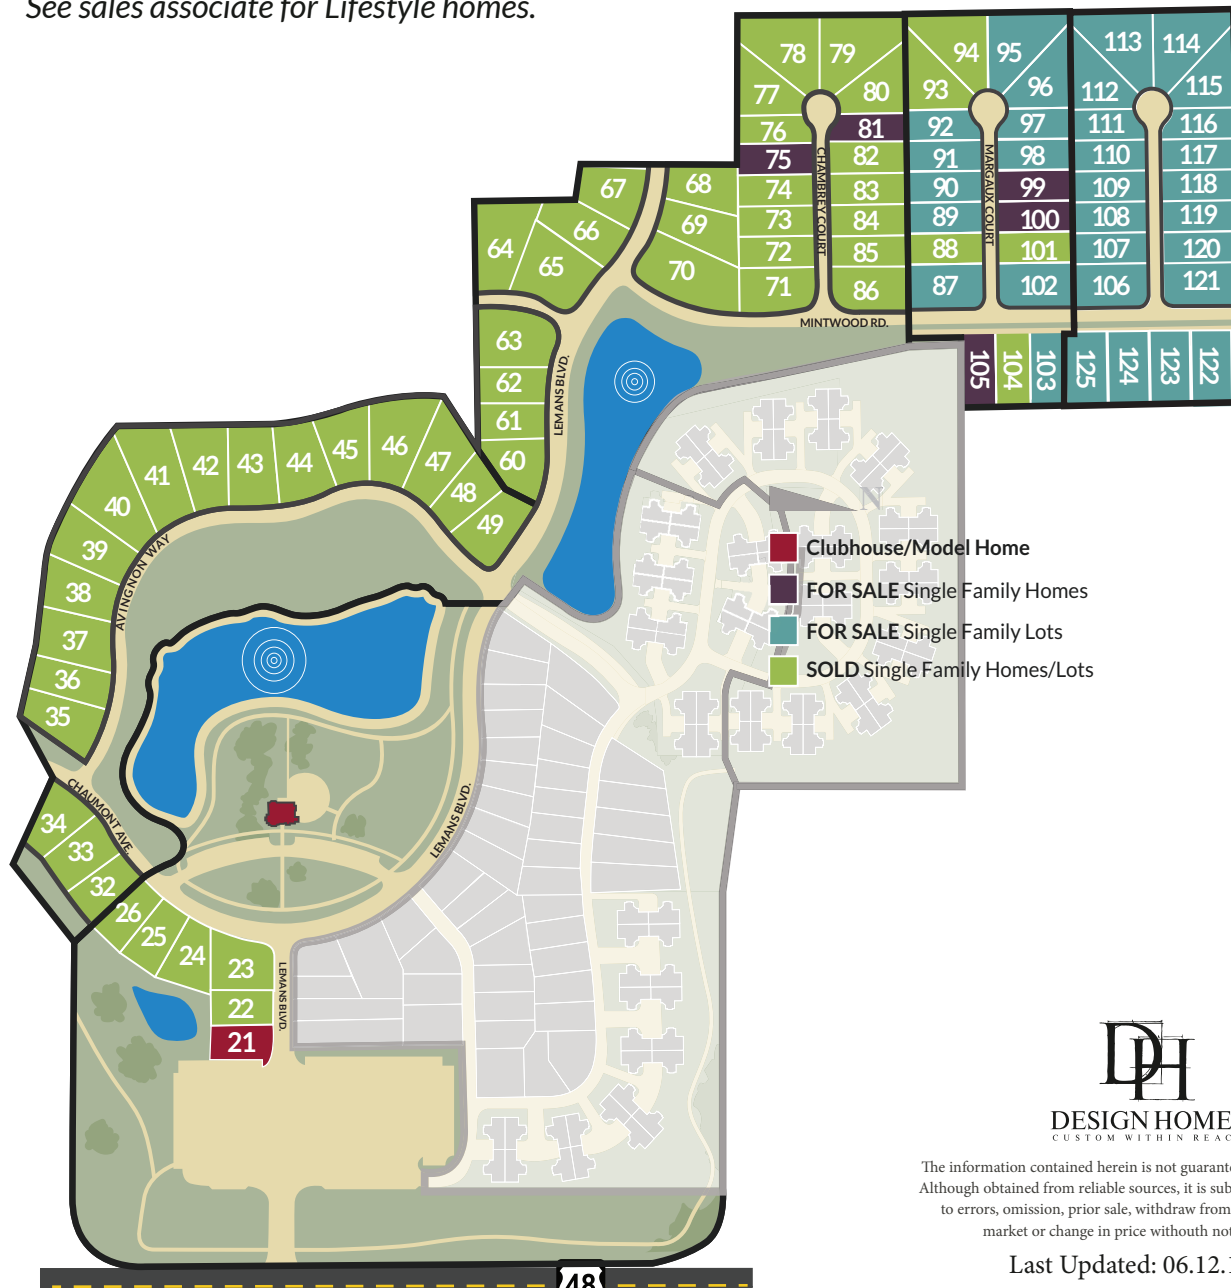 See sales associate for Lifestyle homes.
78 79
77 80
76 81
75 82
74 83
73 84
72 85
71 86
CHAMBREY COURT
94 95
93 96
92 97
91 98
90 99
89 100
88 101
87 102
MARGAUX COURT
113 114
112 115
111 116
110 117
109 118
108 119
107 120
106 121
67 68
66 69
64 65 70
MINTWOOD RD.
105 104 103 125 124 123 122
63
62
61
60
LEMANS BLVD.
41 42 43 44 45 46 47
40 48
39 49
38
37
36
35
AVINGNON WAY
N
Clubhouse/Model Home
FOR SALE Single Family Homes
FOR SALE Single Family Lots
SOLD Single Family Homes/Lots
CHAUMONT AVE.
LEMANS BLVD.
34
33
32
26
25
24
23
22
21
LEMANS BLVD.
DH
DESIGN HOME
CUSTOM WITHIN REAC
The information contained herein is not guarant
Although obtained from reliable sources, it is sub
to errors, omission, prior sale, withdraw from
market or change in price withouth not
Last Updated: 06.12.1
48